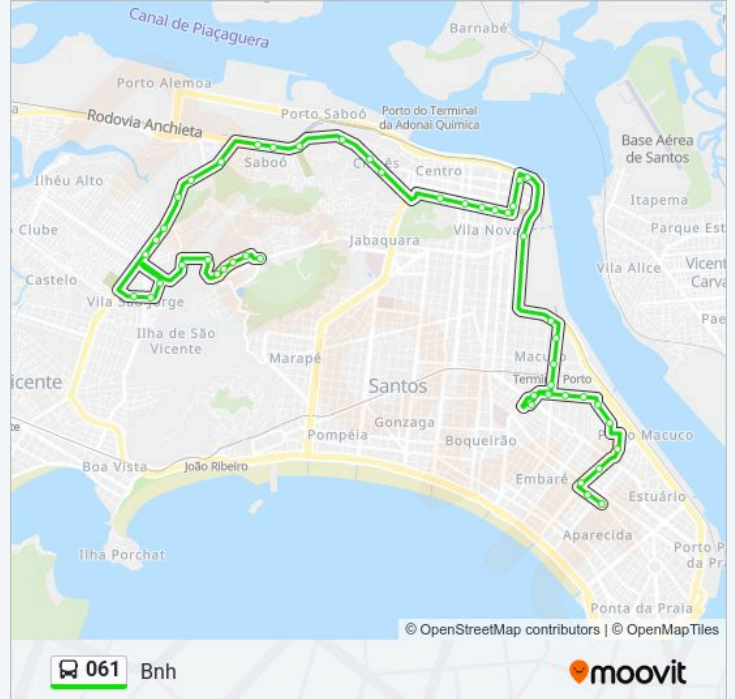 Canal de Piaçaguera
Barnabé
Porto Alemoa
Rodovia Anchieta
Porto Saboó
Porto do Terminal
da Adonai Química
Base Aérea
de Santos
Saboó
Centro
Ilhéu Alto
Itapema
Clube
Jabaquara
Vila Nova
Parque Est
Vila Alice
Vicent
Carva
Castelo
Vila São Jorge
Pae
Ilha de São
Vicente
Marapé
Macuco
icente
Santos
Porto
Gonzaga
Pompéia
Boqueirão
Macuco
Boa Vista
João Ribeiro
Embaré
Estuário
Aparecida
Ilha Porchat
Porto P
da Pra
Ponta da Praia
© OpenStreetMap contributors | © OpenMapTiles
061 Bnh
moovit